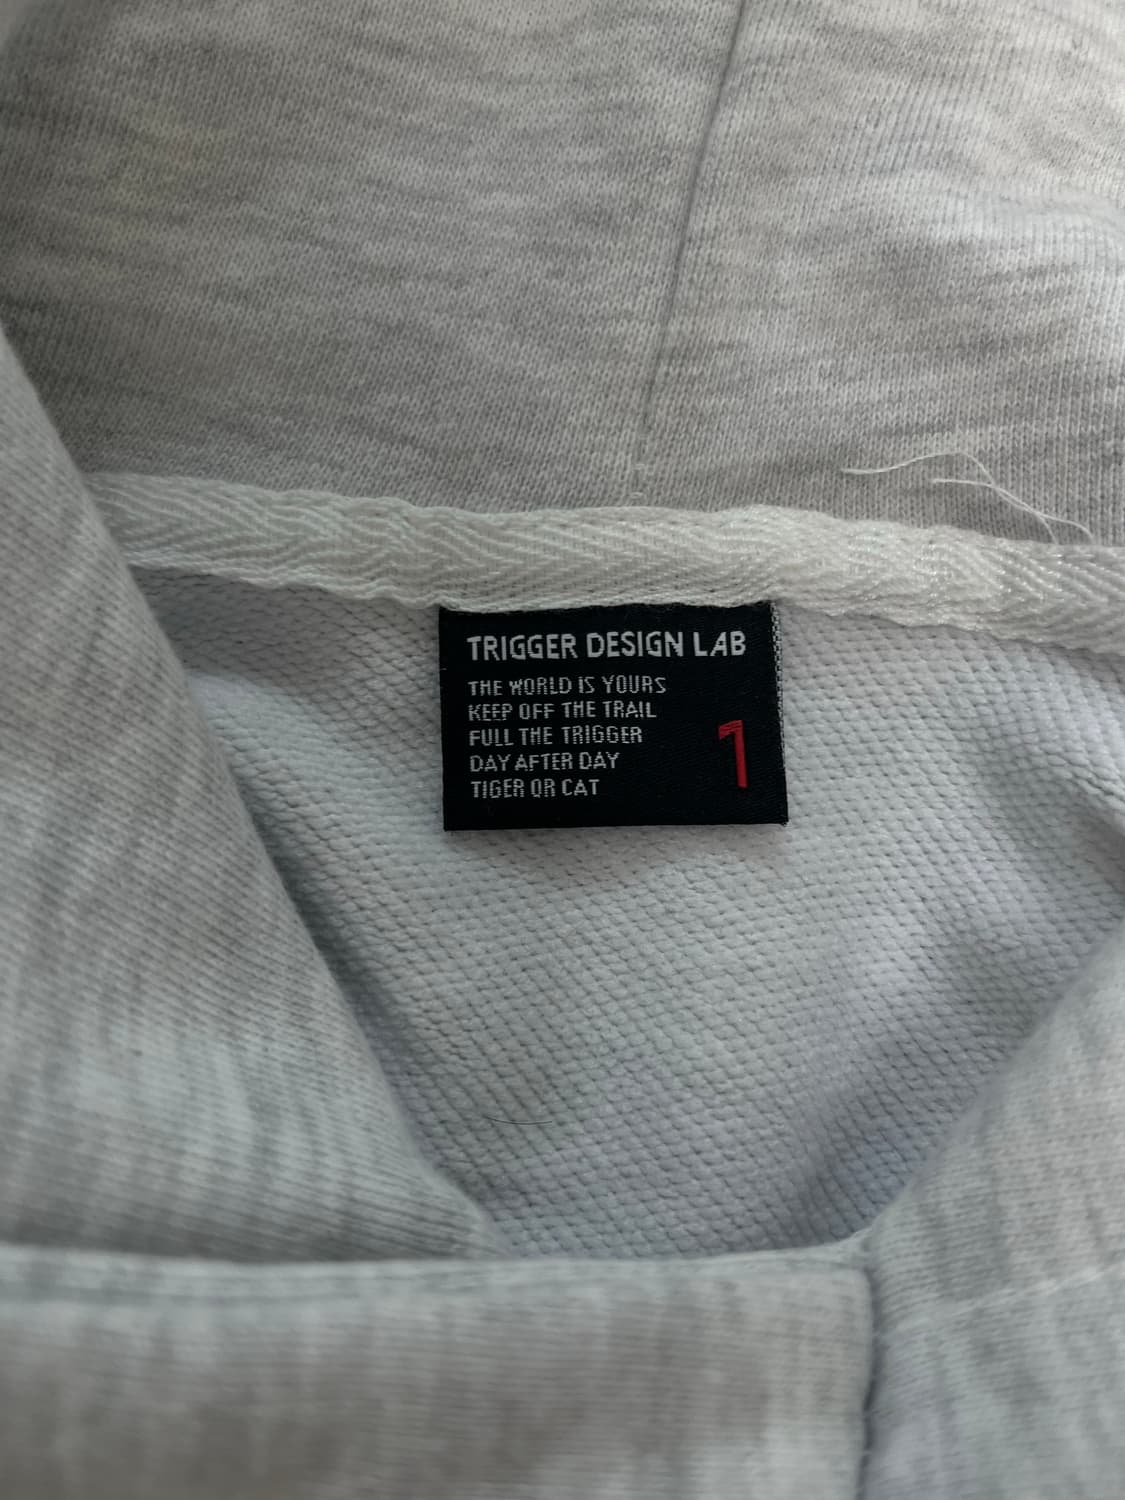 TRIGGER DESIGN LAB
THE WORLD IS YOURS
KEEP OFF THE TRAIL
FULL THE TRIGGER
DAY AFTER DAY
TIGER OR CAT
1